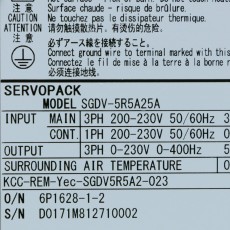 注 意 Surface chaude - risque de brûlure.
CAUTION Ne touchez pas le dissipateur thermique.
ATTENTION 请勿触摸散热片。有烫伤的危险。
注 意 必ずアース線を接続すること。
Connect ground wire to terminal marked with this
Connectez le fil de mise à la terre à la borne
必须连接地线。
SERVOPACK
MODEL SGDV-5R5A25A
INPUT MAIN 3PH 200-230V 50/60Hz 3
CONT. 1PH 200-230V 50/60Hz 0
OUTPUT 3PH 0-230V 0-400Hz 5
SURROUNDING AIR TEMPERATURE 0
KCC-REM-Yec-SGDV5R5A2-023
O/N 6P1628-1-2
S/N D0171M812710002